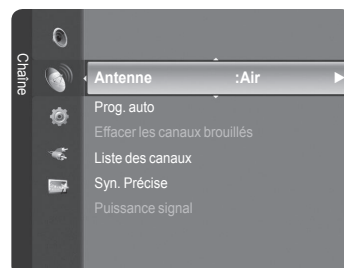 Chaîne
Antenne :Air
Prog. auto
Effacer les canaux brouillés
Liste des canaux
Syn. Précise
Puissance signal